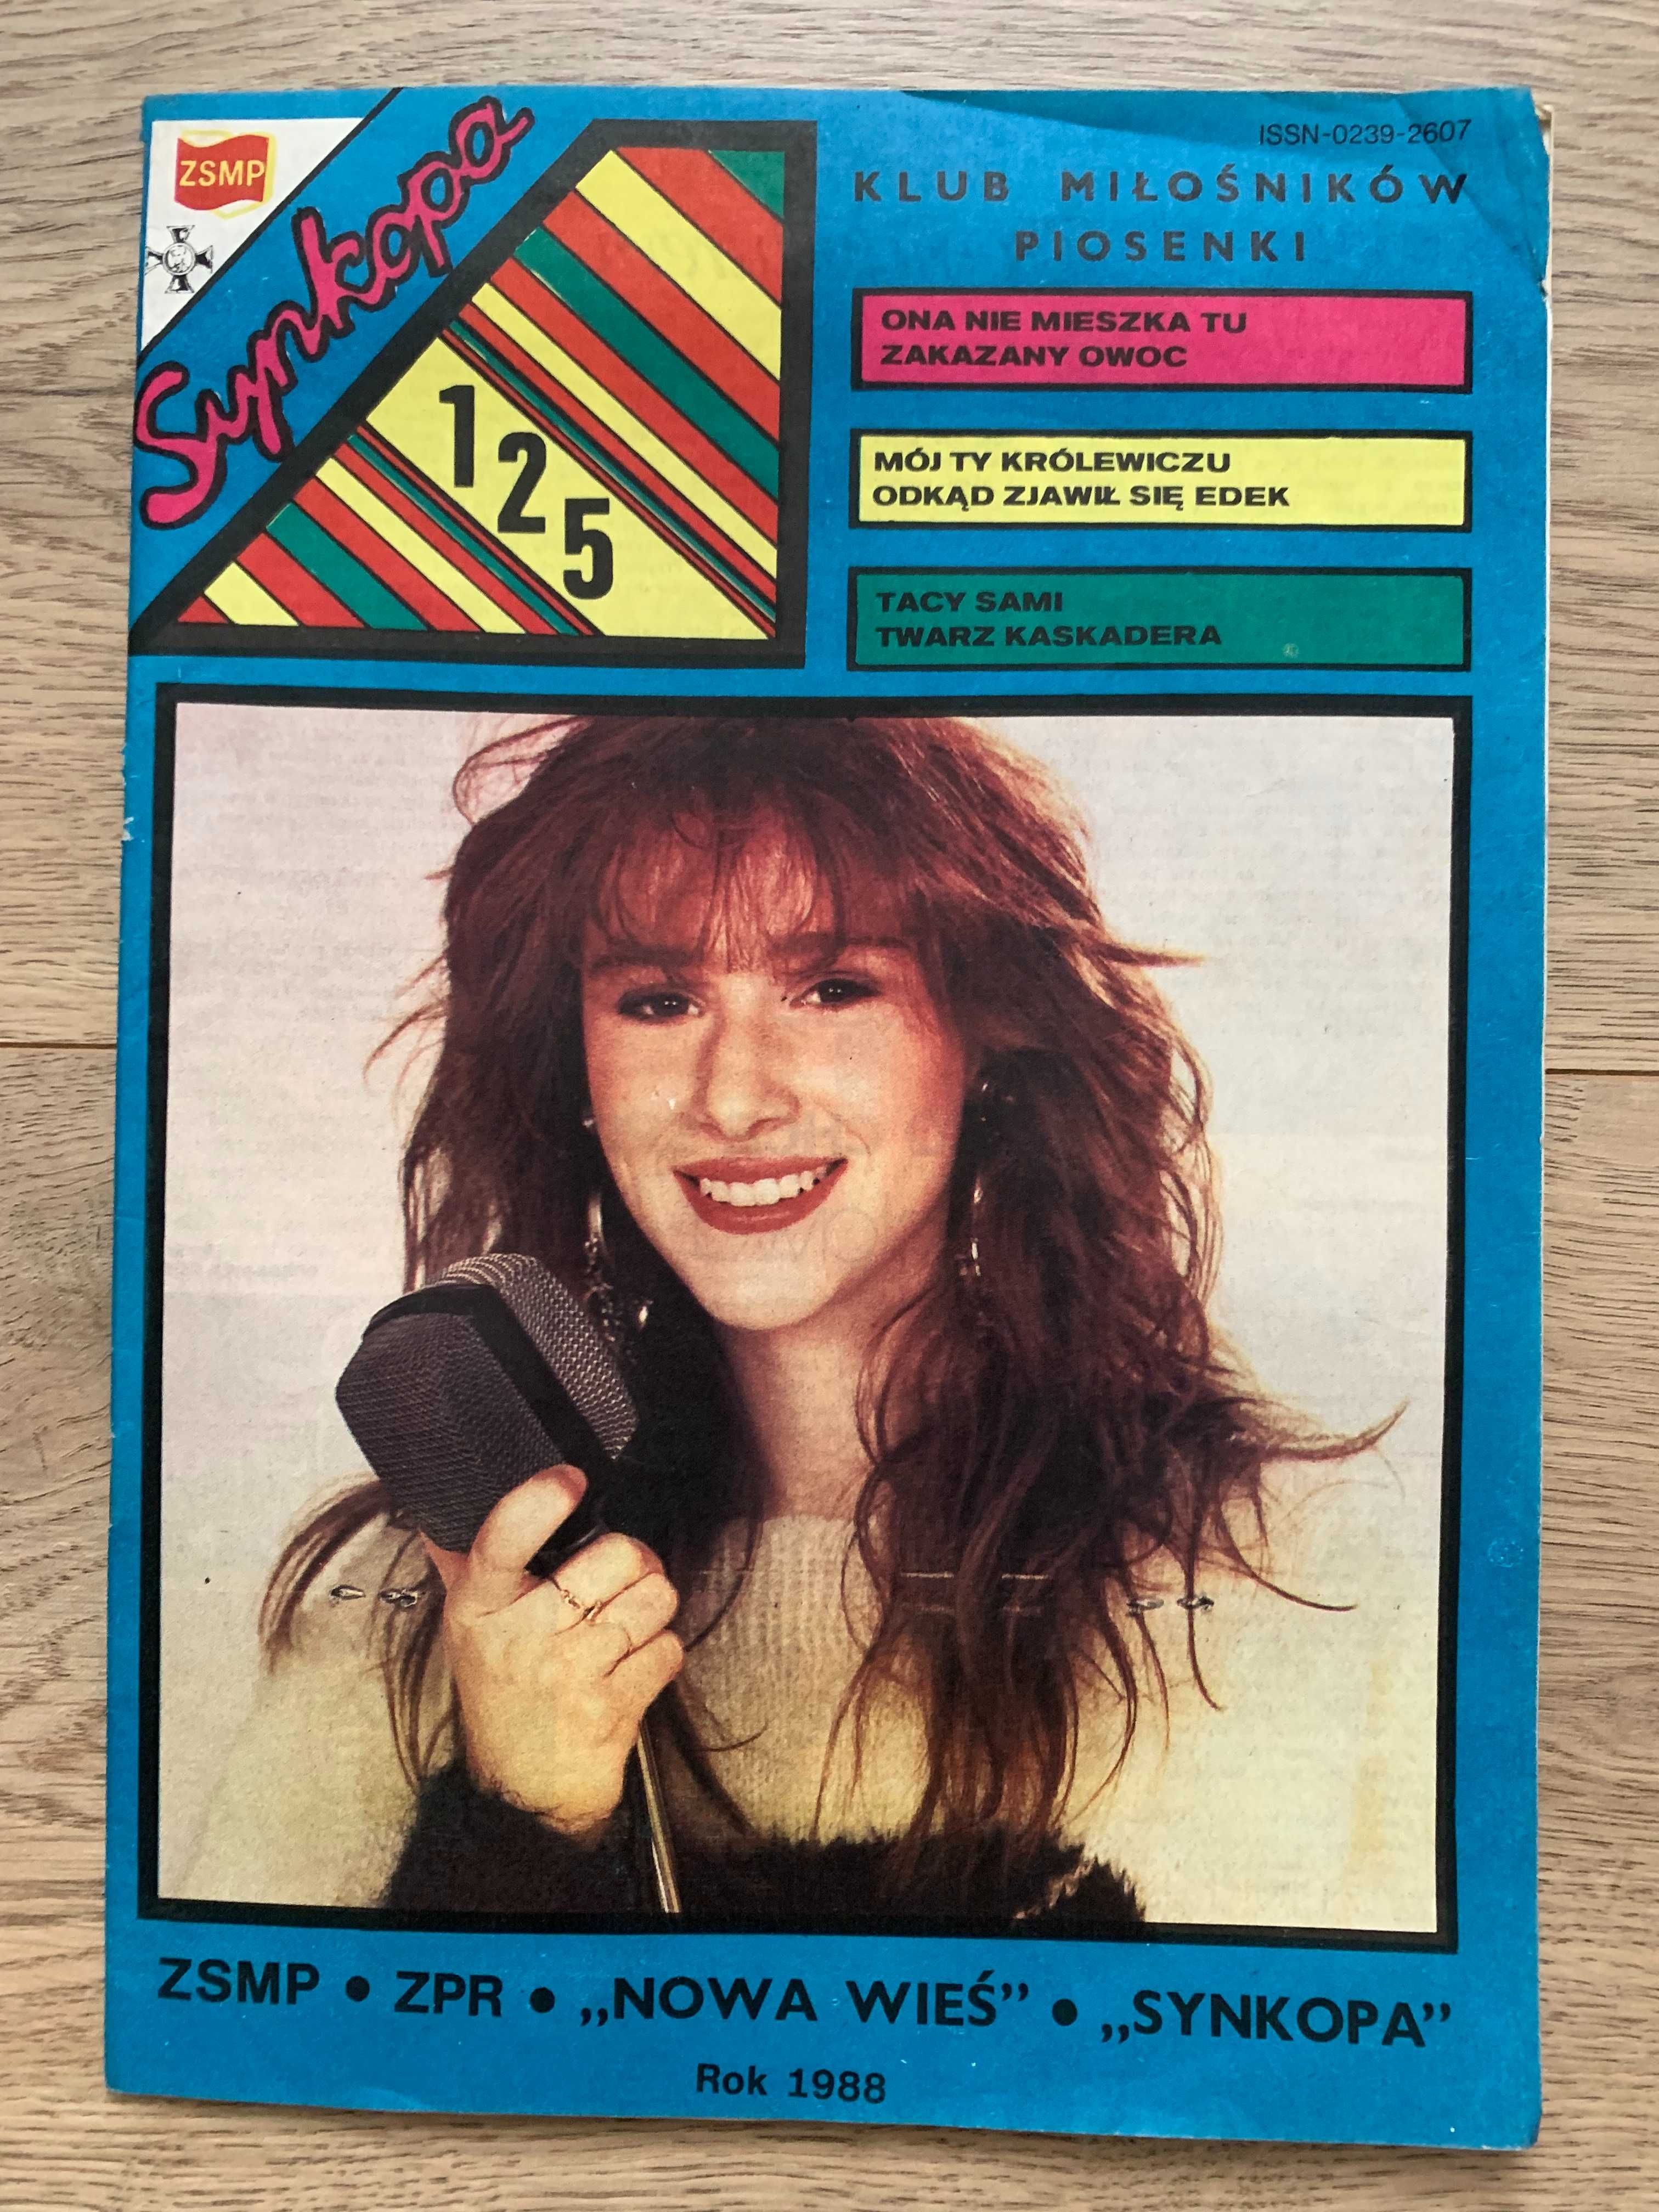 ZSMP
Synkopa
125
ISSN-0239-2607
KLUB MIŁOŚNIKÓW
PIOSENKI
ONA NIE MIESZKA TU
ZAKAZANY OWOC
MÓJ TY KRÓLEWICZU
ODKĄD ZJAWIŁ SIĘ EDEK
TACY SAMI
TWARZ KASKADERA
ZSMP ● ZPR ● „NOWA WIEŚ” ● „SYNKOPA”
Rok 1988